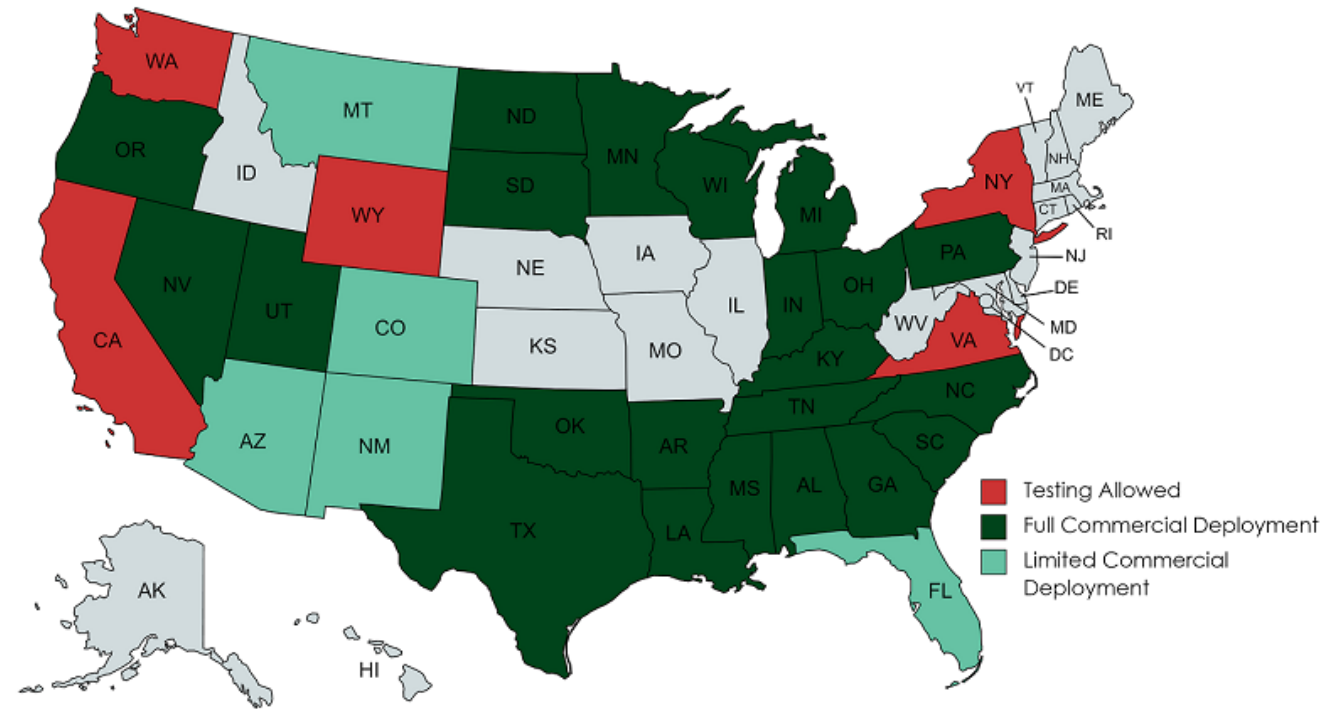 WA
MT
ND
MN
OR
ID
WY
SD
WI
MI
VT
ME
NH
NY
MA
CT
RI
NV
UT
CO
NE
IA
IL
IN
OH
PA
NJ
DE
MD
DC
WV
VA
CA
KS
MO
KY
NC
TN
AZ
NM
OK
AR
SC
MS
AL
GA
TX
LA
FL
AK
HI
Testing Allowed
Full Commercial Deployment
Limited Commercial
Deployment